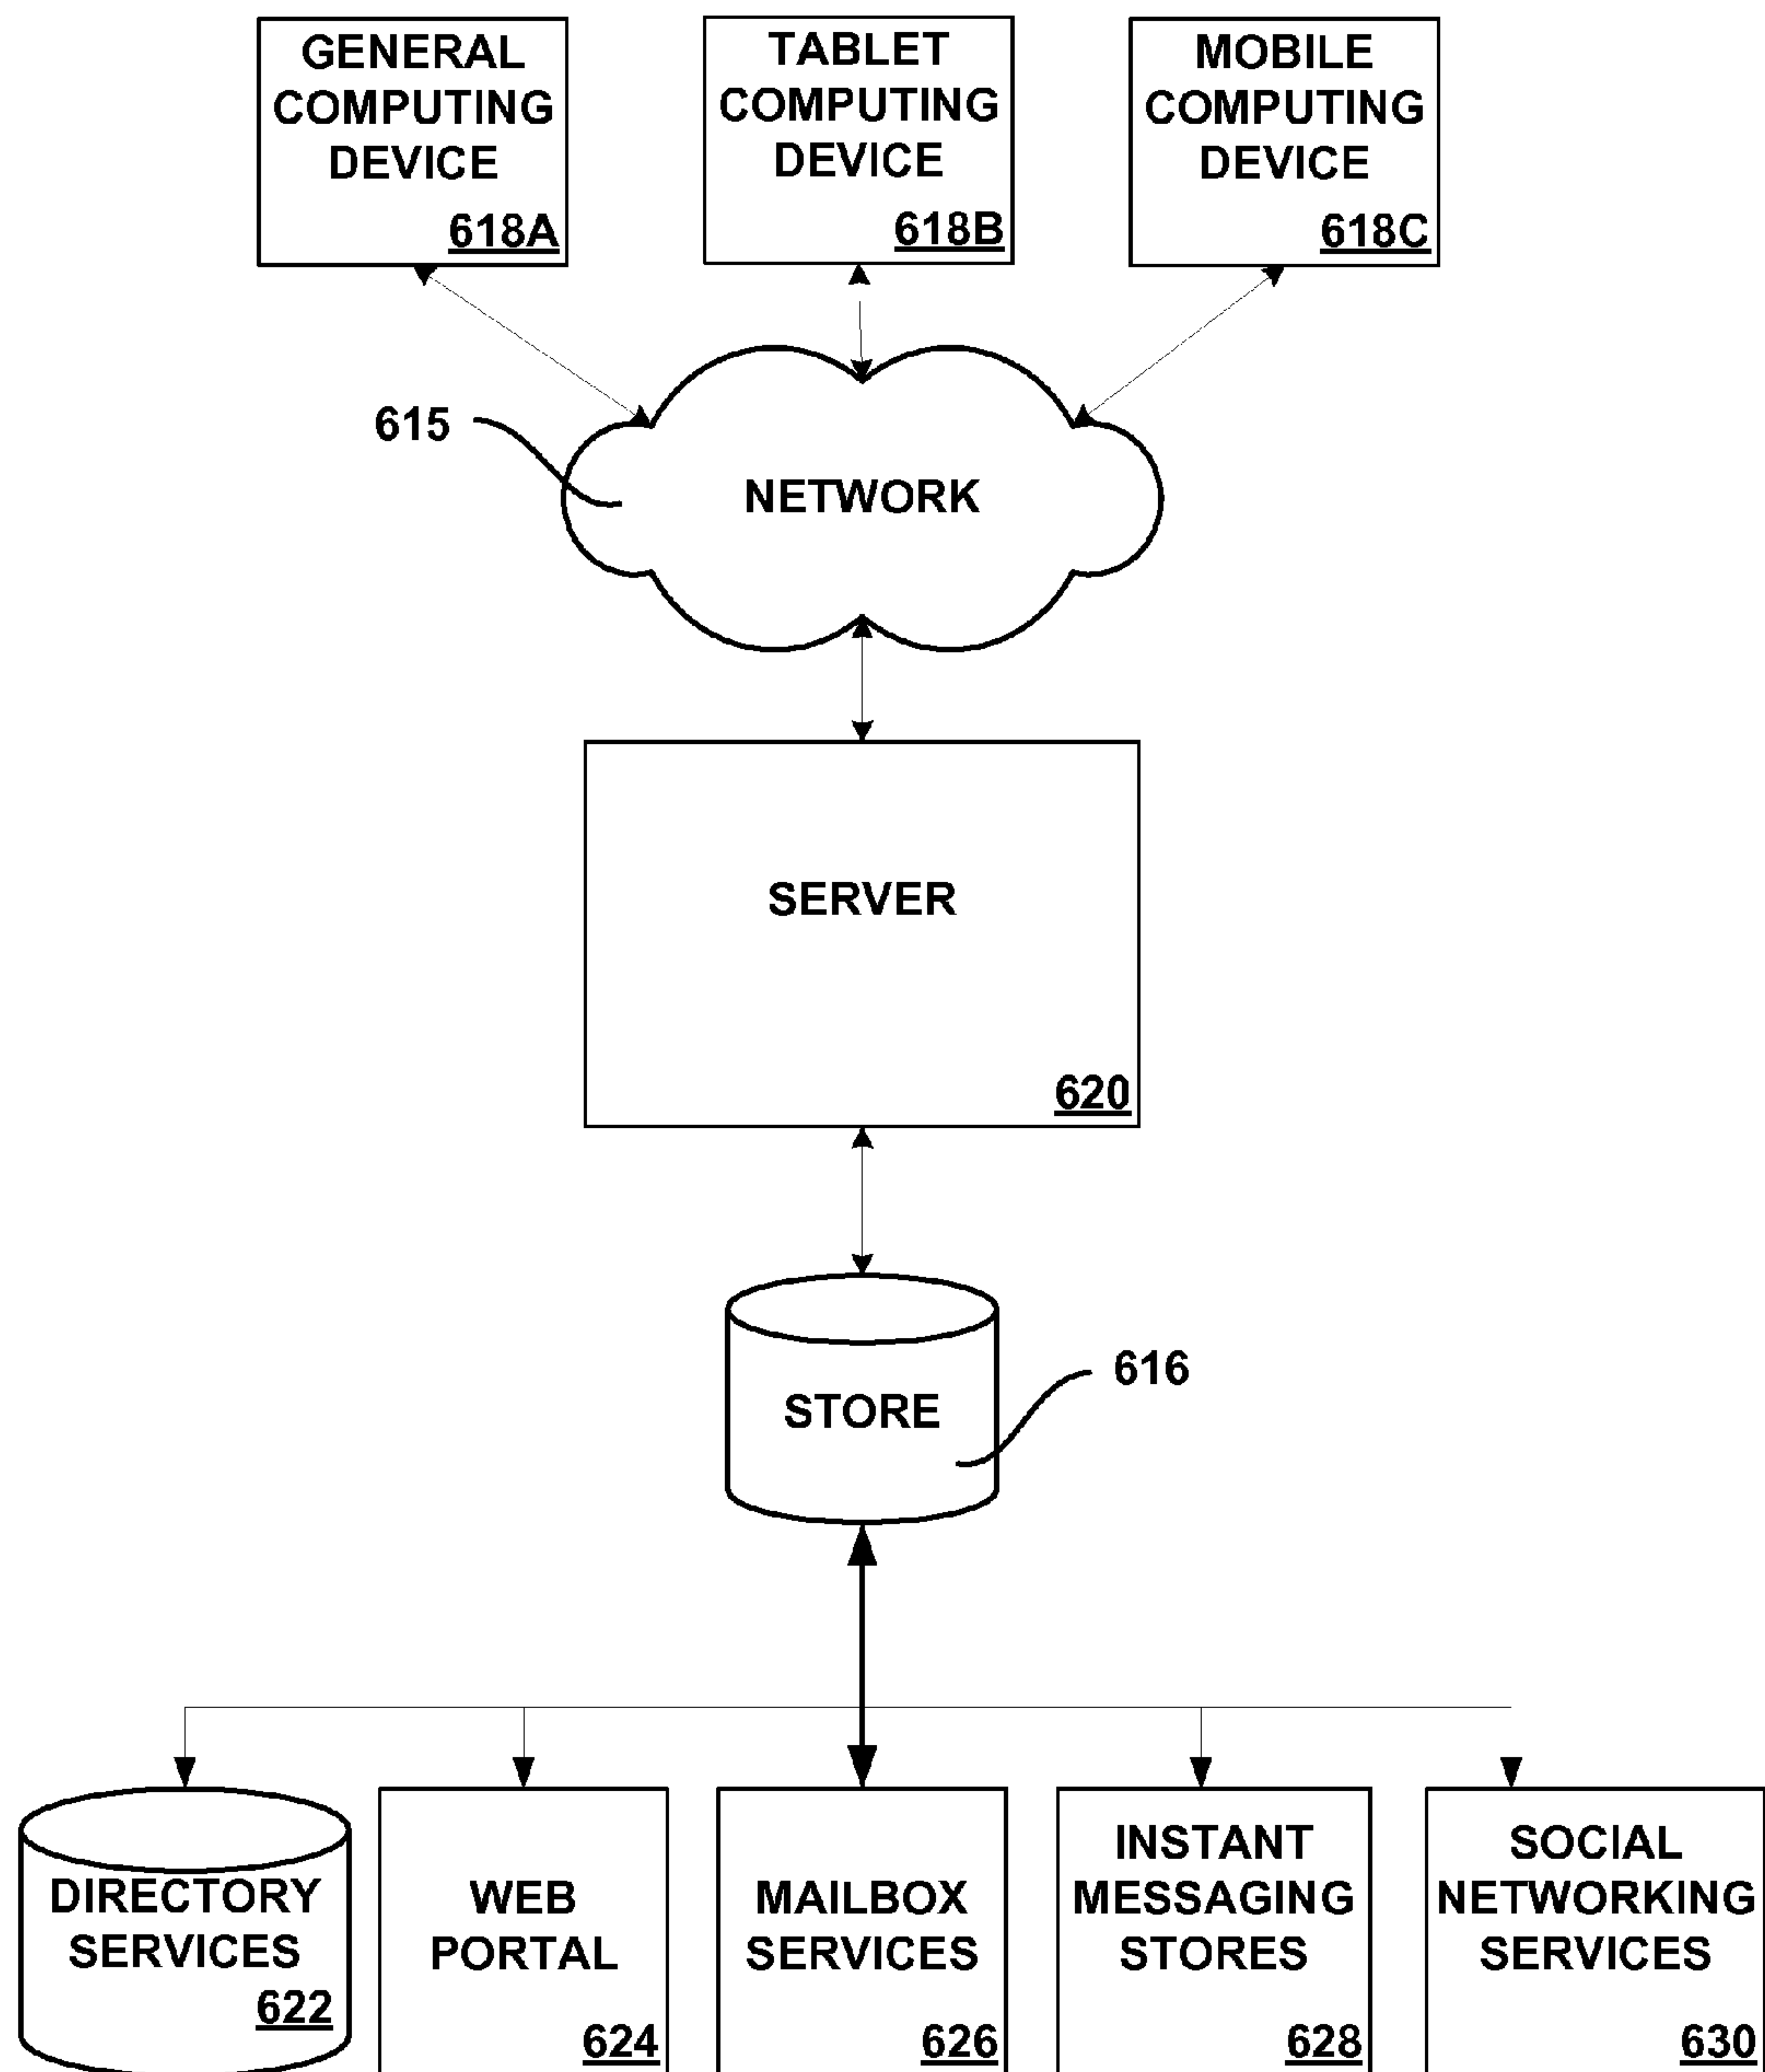 GENERAL
COMPUTING
DEVICE
618A
TABLET
COMPUTING
DEVICE
618B
MOBILE
COMPUTING
DEVICE
618C
615
NETWORK
SERVER
620
616
STORE
DIRECTORY
SERVICES
622
WEB
PORTAL
624
MAILBOX
SERVICES
626
INSTANT
MESSAGING
STORES
628
SOCIAL
NETWORKING
SERVICES
630